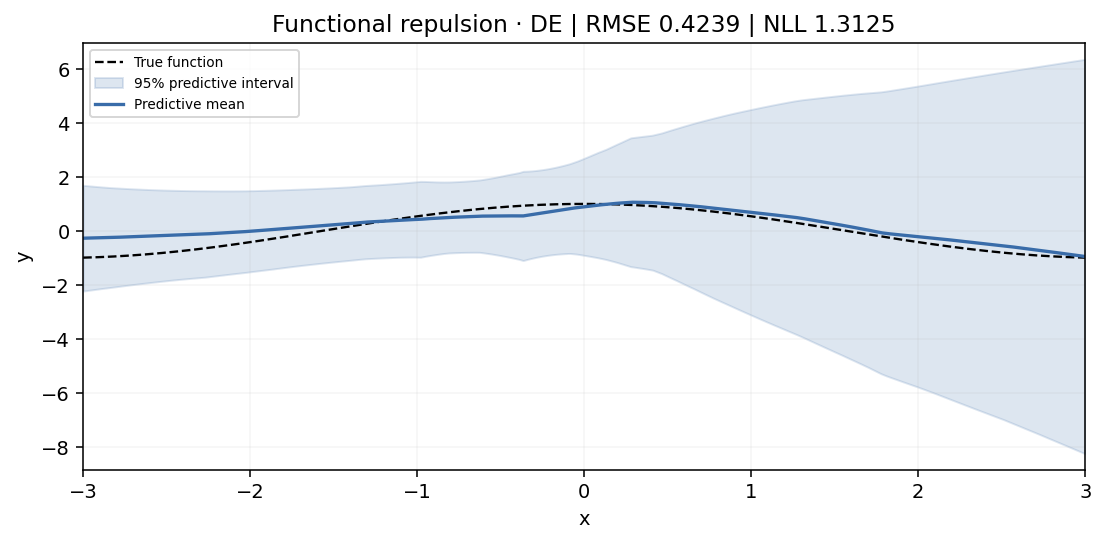 Functional repulsion · DE | RMSE 0.4239 | NLL 1.3125
True function
95% predictive interval
Predictive mean
6
4
2
0
−2
−4
−6
−8
y
−3
−2
−1
0
1
2
3
x